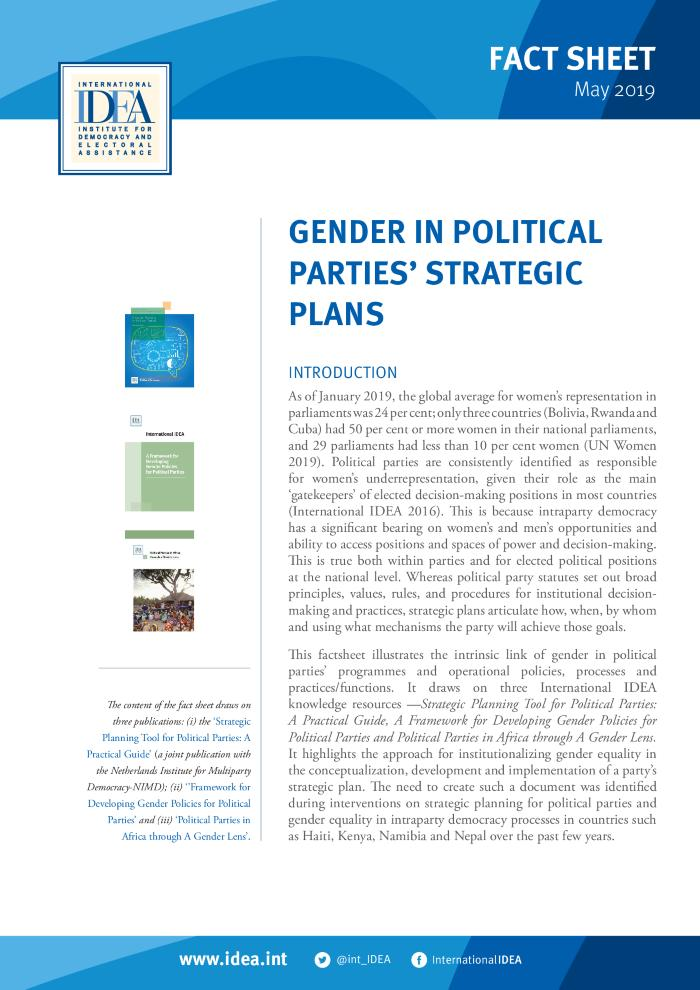 FACT SHEET
May 2019
INTERNATIONAL
IDEA
INSTITUTE FOR
DEMOCRACY AND
ELECTORAL
ASSISTANCE
GENDER IN POLITICAL
PARTIES’ STRATEGIC
PLANS
INTRODUCTION
As of January 2019, the global average for women’s representation in
parliaments was 24 per cent; only three countries (Bolivia, Rwanda and
Cuba) had 50 per cent or more women in their national parliaments,
and 29 parliaments had less than 10 per cent women (UN Women
2019). Political parties are consistently identified as responsible
for women’s underrepresentation, given their role as the main
‘gatekeepers’ of elected decision-making positions in most countries
(International IDEA 2016). This is because intraparty democracy
has a significant bearing on women’s and men’s opportunities and
ability to access positions and spaces of power and decision-making.
This is true both within parties and for elected political positions
at the national level. Whereas political party statutes set out broad
principles, values, rules, and procedures for institutional decision-
making and practices, strategic plans articulate how, when, by whom
and using what mechanisms the party will achieve those goals.
This factsheet illustrates the intrinsic link of gender in political
parties’ programmes and operational policies, processes and
practices/functions. It draws on three International IDEA
knowledge resources —Strategic Planning Tool for Political Parties:
A Practical Guide, A Framework for Developing Gender Policies for
Political Parties and Political Parties in Africa through A Gender Lens.
It highlights the approach for institutionalizing gender equality in
the conceptualization, development and implementation of a party’s
strategic plan. The need to create such a document was identified
during interventions on strategic planning for political parties and
gender equality in intraparty democracy processes in countries such
as Haiti, Kenya, Namibia and Nepal over the past few years.
International IDEA
A Framework for
Developing
Gender Policies
for Political Parties
The content of the fact sheet draws on
three publications: (i) the ‘Strategic
Planning Tool for Political Parties: A
Practical Guide’ (a joint publication with
the Netherlands Institute for Multiparty
Democracy-NIMD); (ii) ‘’Framework for
Developing Gender Policies for Political
Parties’ and (iii) ‘Political Parties in
Africa through A Gender Lens’.
www.idea.int
@int_IDEA
InternationalIDEA